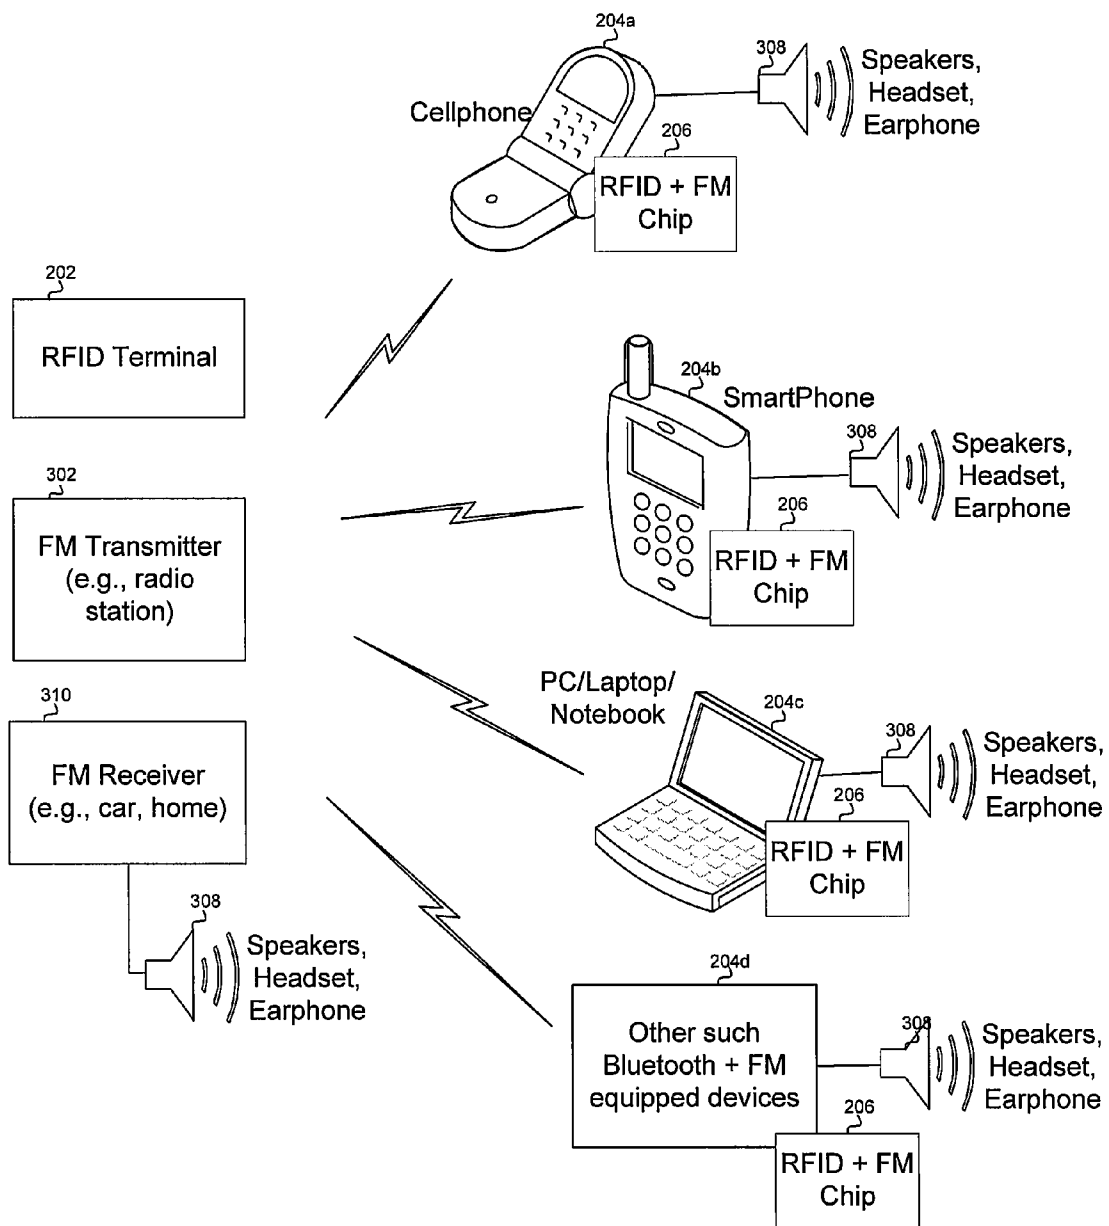 204a
308
Speakers,
Headset,
Earphone
Cellphone
206
RFID + FM
Chip
202
RFID Terminal
204b
SmartPhone
308
Speakers,
Headset,
Earphone
206
RFID + FM
Chip
302
FM Transmitter
(e.g., radio
station)
PC/Laptop/
Notebook
204c
308
Speakers,
Headset,
Earphone
206
RFID + FM
Chip
310
FM Receiver
(e.g., car, home)
308
Speakers,
Headset,
Earphone
204d
Other such
Bluetooth + FM
equipped devices
308
Speakers,
Headset,
Earphone
206
RFID + FM
Chip